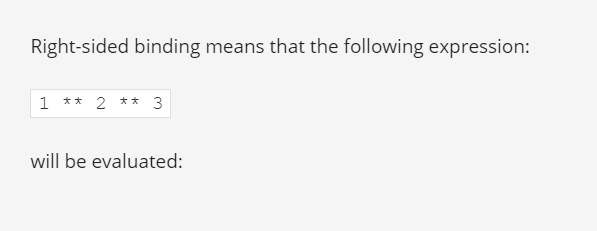 Right-sided binding means that the following expression:
1 ** 2 ** 3
will be evaluated: